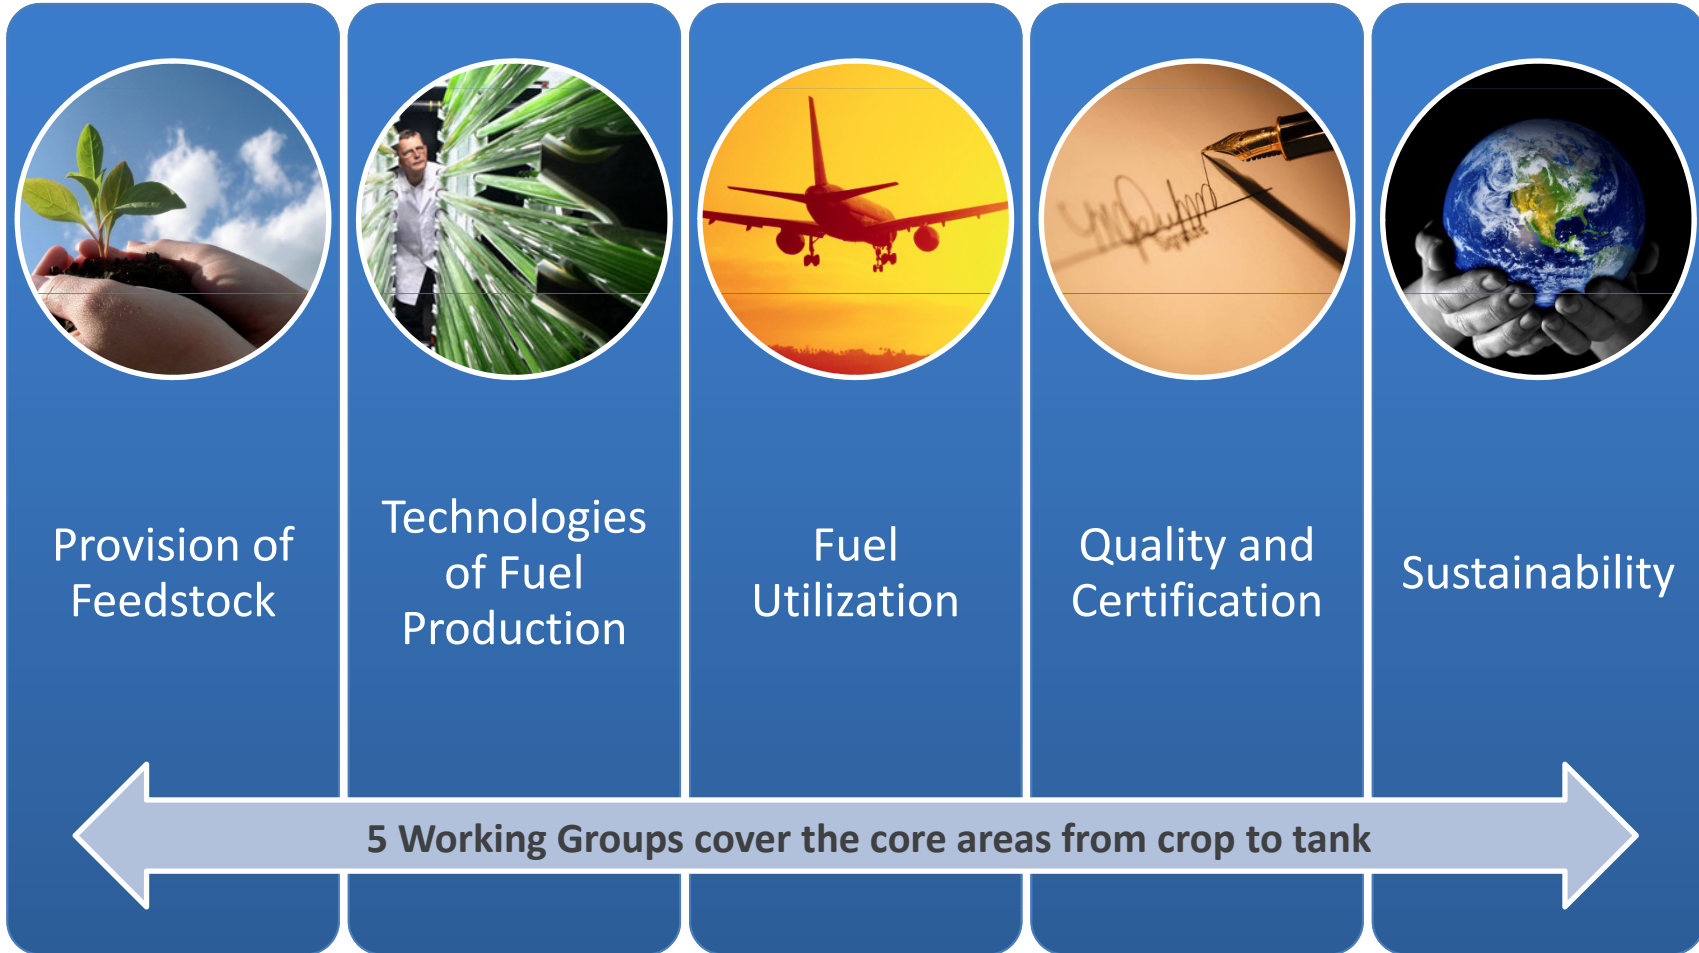 Provision of
Feedstock
Technologies
of Fuel
Production
Fuel
Utilization
Quality and
Certification
Sustainability
5 Working Groups cover the core areas from crop to tank